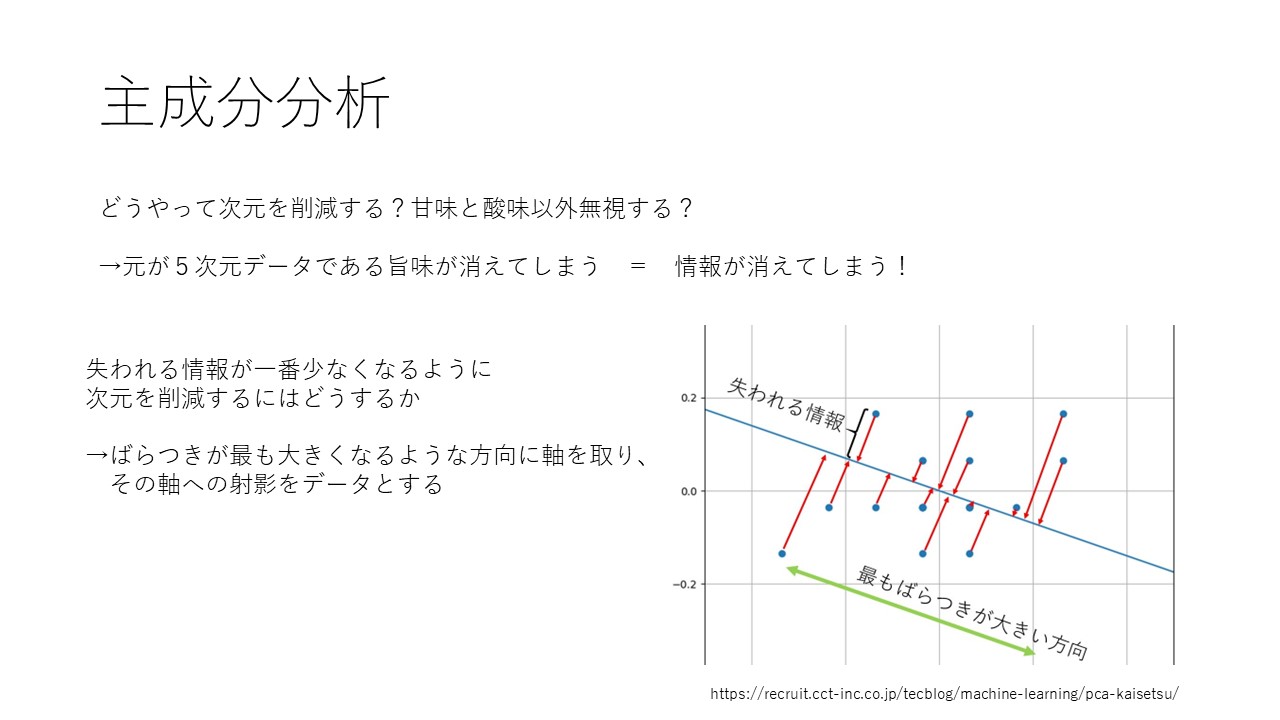 主成分分析
どうやって次元を削減する？甘味と酸味以外無視する？
→元が５次元データである旨味が消えてしまう　＝　情報が消えてしまう！
失われる情報が一番少なくなるように
次元を削減するにはどうするか
→ばらつきが最も大きくなるような方向に軸を取り、
その軸への射影をデータとする
失われる情報
0.2
0.0
−0.2
最もばらつきが大きい方向
https://recruit.cct-inc.co.jp/tecblog/machine-learning/pca-kaisetsu/